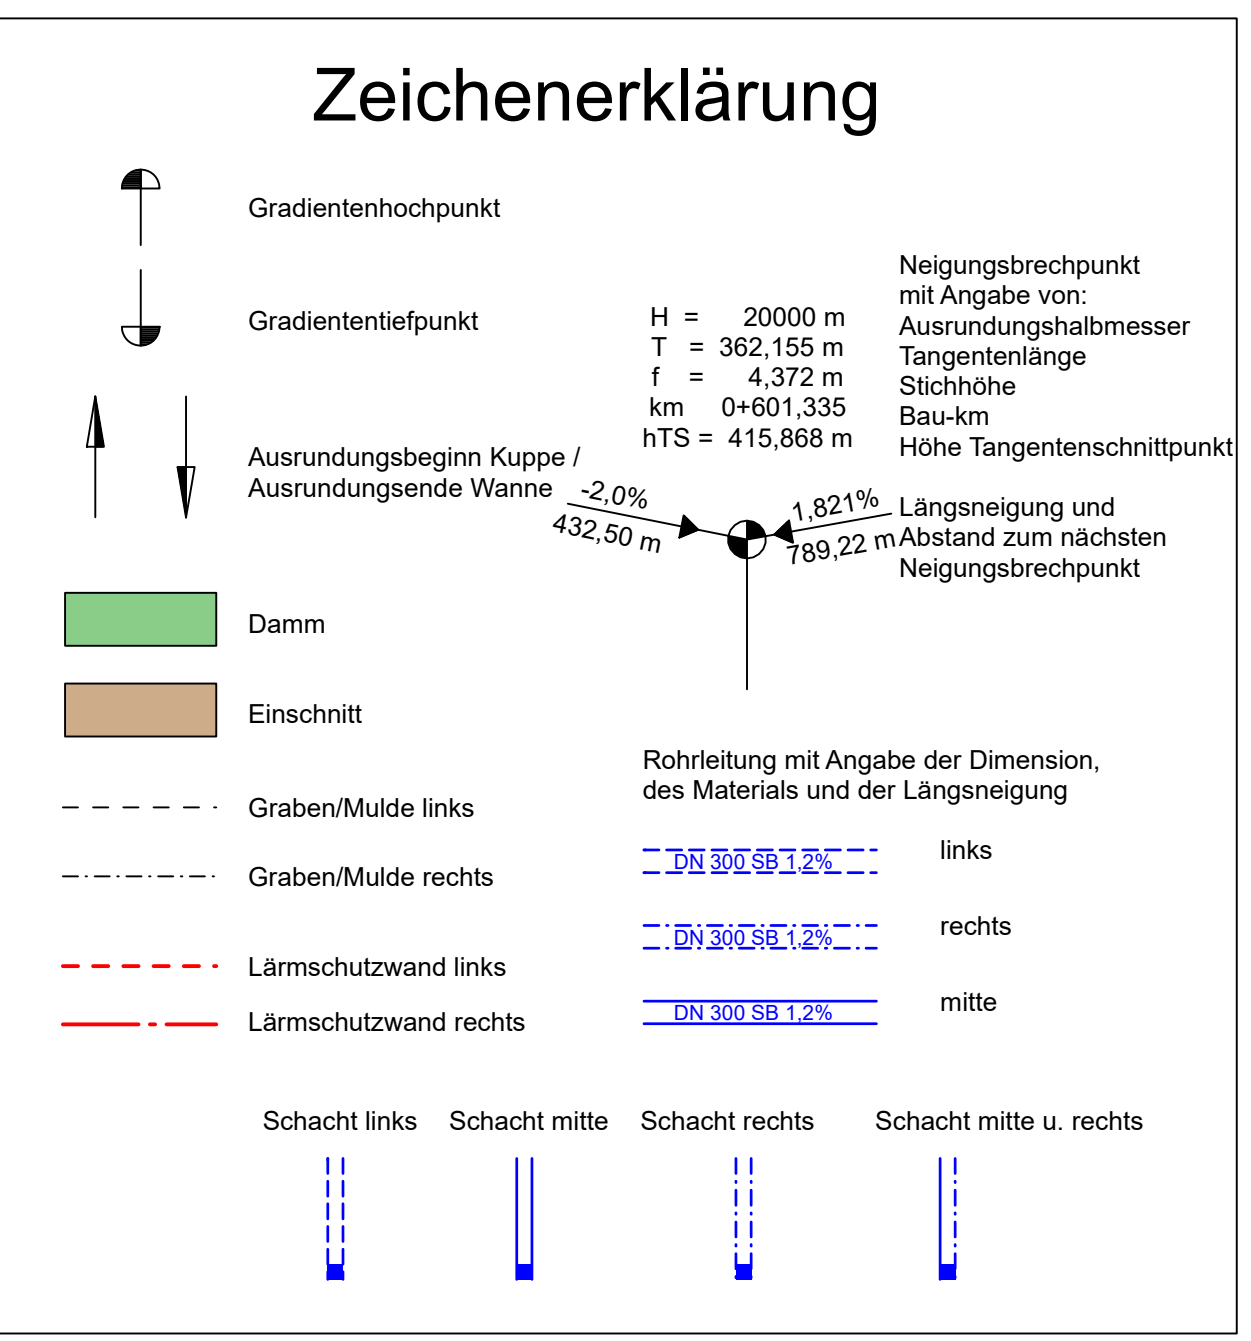 Zeichenerklärung
Gradientenhochpunkt
Gradiententiefpunkt
Ausrundungsbeginn Kuppe /
Ausrundungsende Wanne
Damm
Einschnitt
Graben/Mulde links
Graben/Mulde rechts
Lärmschutzwand links
Lärmschutzwand rechts
H = 20000 m
T = 362,155 m
f = 4,372 m
km 0+601,335
hTS = 415,868 m
Neigungsbrechpunkt
mit Angabe von:
Ausrundungshalbmesser
Tangentenlänge
Stichhöhe
Bau-km
Höhe Tangentenschnittpunkt
-2,0%
432,50 m
1,821%
789,22 m
Längsneigung und
Abstand zum nächsten
Neigungsbrechpunkt
Rohrleitung mit Angabe der Dimension,
des Materials und der Längsneigung
DN 300 SB 1,2%
links
DN 300 SB 1,2%
rechts
DN 300 SB 1,2%
mitte
Schacht links
Schacht mitte
Schacht rechts
Schacht mitte u. rechts